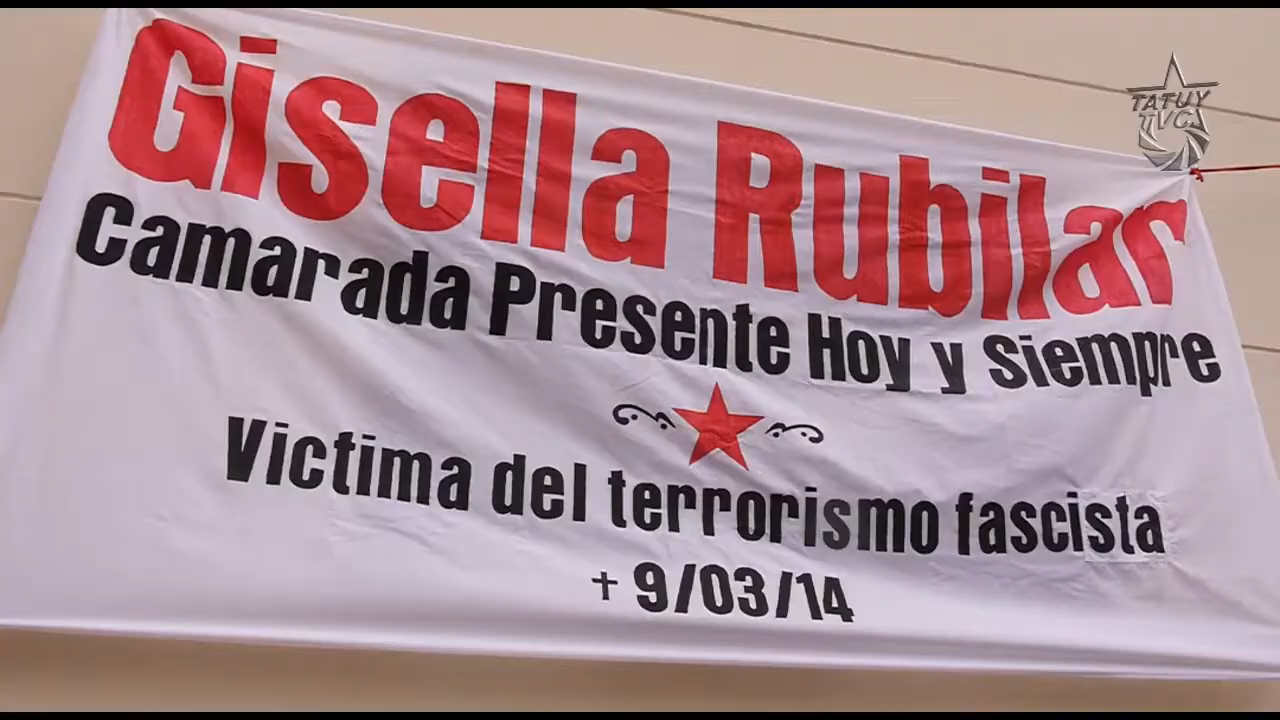 Gisella Rubilar
Camarada Presente Hoy y Siempre
Victima del terrorismo fascista
† 9/03/14
TATUY
TVC